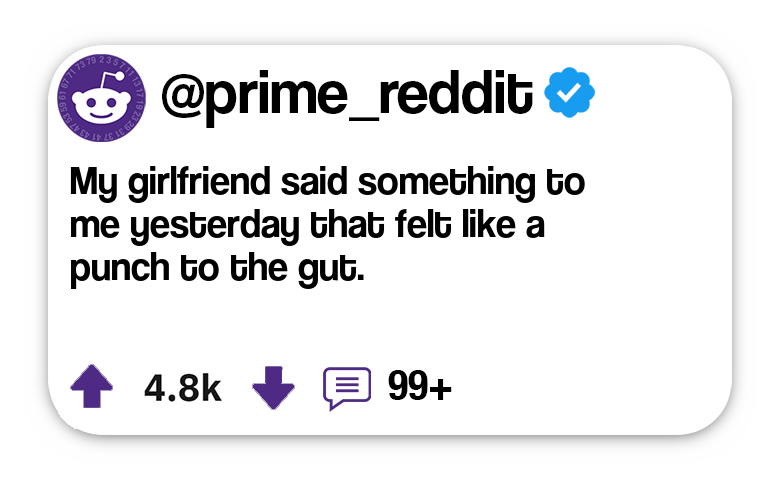 @prime_reddit
My girlfriend said something to
me yesterday that felt like a
punch to the gut.
4.8k 99+